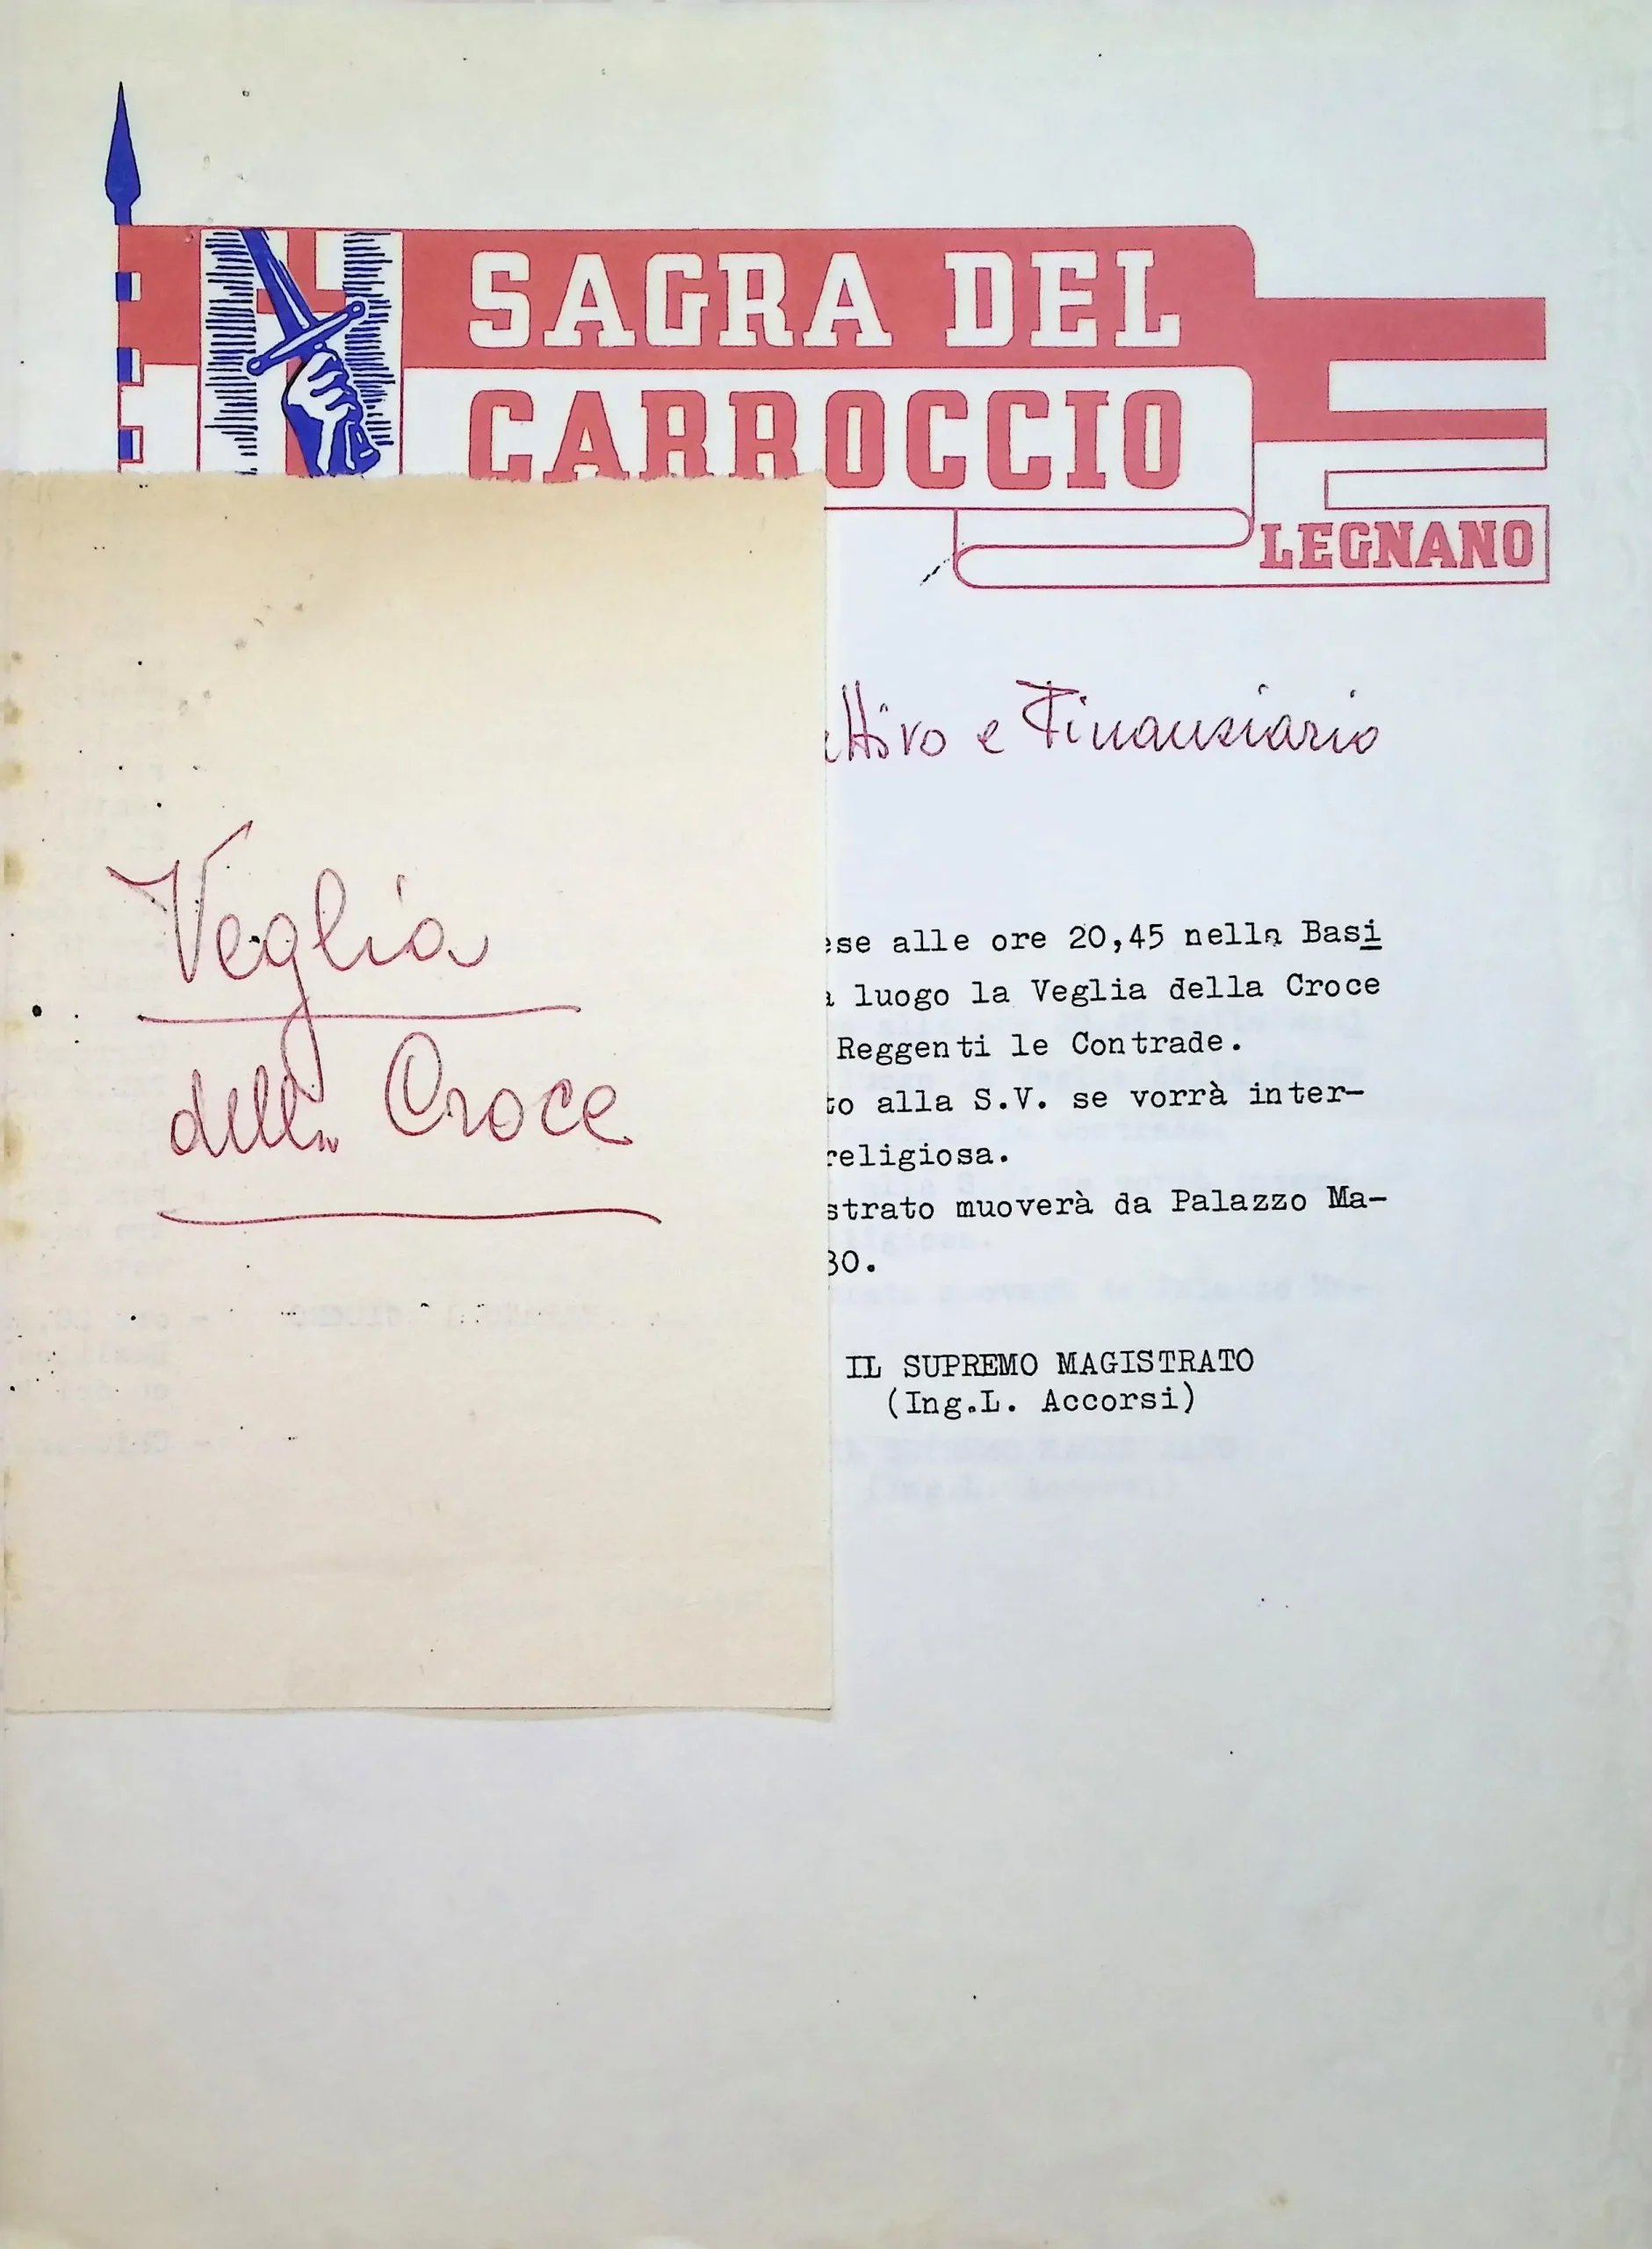 SAGRA DEL
CARROCCIO
LEGNANO
ttivo e Finanziario
Veglia
della Croce
ese alle ore 20,45 nella Basi
luogo la Veglia della Croce
Reggenti le Contrade.
to alla S.V. se vorrà inter-
religiosa.
strato muoverà da Palazzo Ma-
30.
IL SUPREMO MAGISTRATO
(Ing.L. Accorsi)